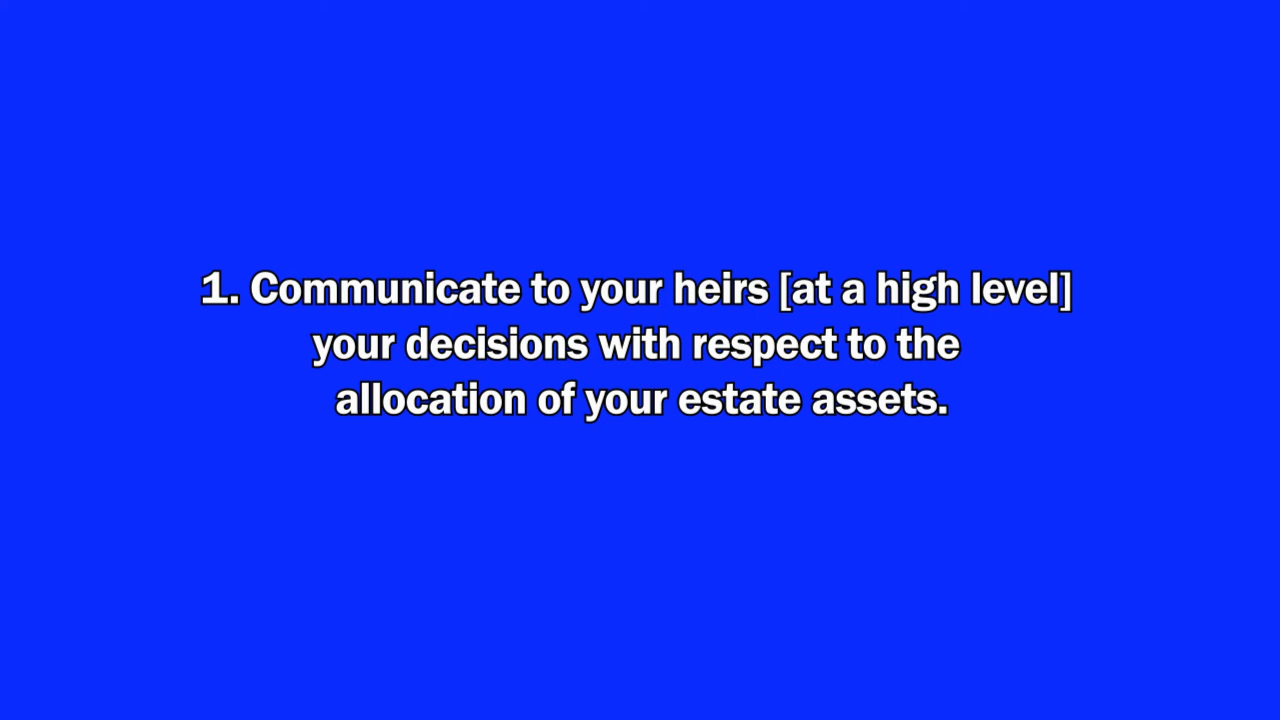 1. Communicate to your heirs [at a high level]
your decisions with respect to the
allocation of your estate assets.